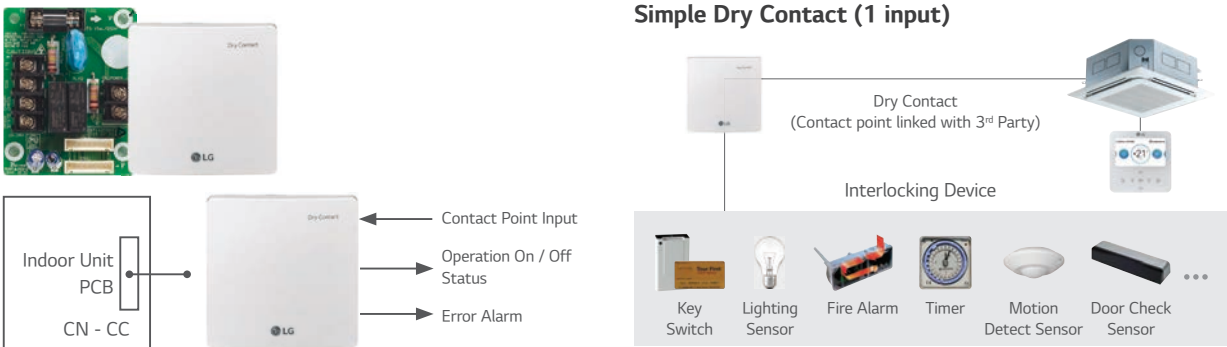 Dry Contact
LG
Indoor Unit
PCB
CN - CC
Dry Contact
LG
Contact Point Input
Operation On / Off
Status
Error Alarm
Simple Dry Contact (1 input)
LG
Dry Contact
(Contact point linked with 3rd Party)
Interlocking Device
Key
Switch
Lighting
Sensor
Fire Alarm
Timer
Motion
Detect Sensor
Door Check
Sensor